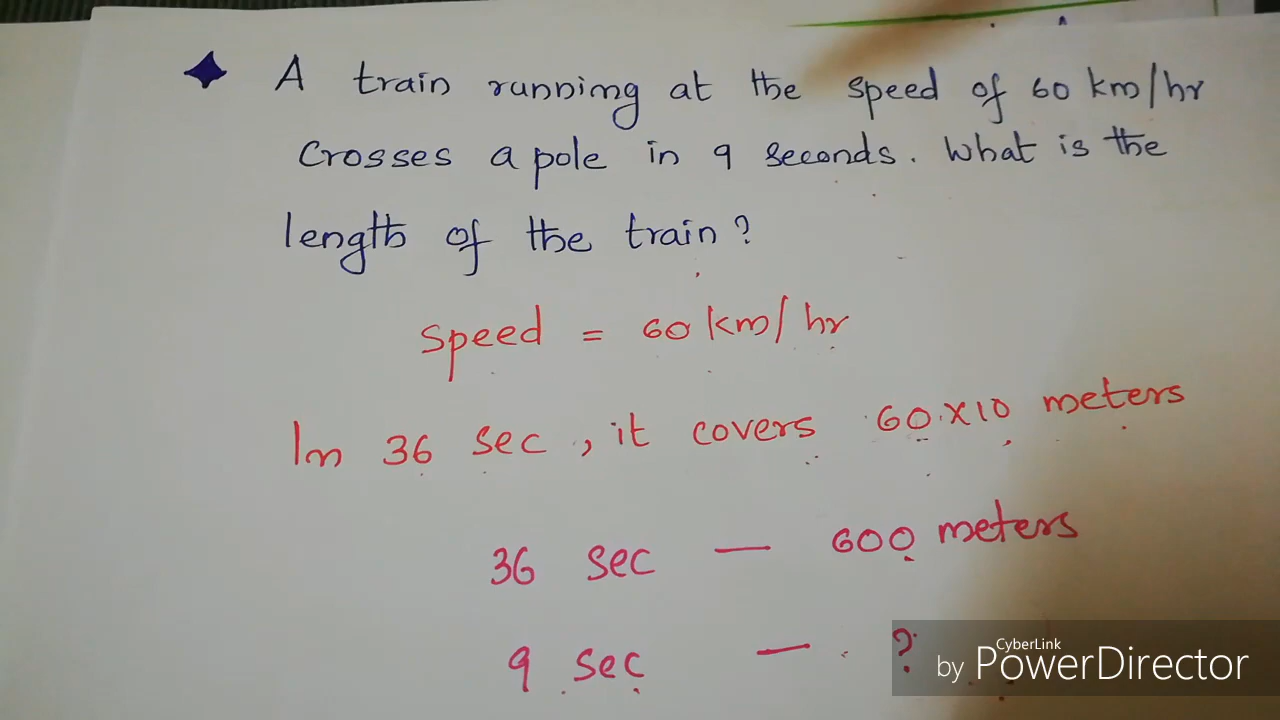 A train running at the speed of 60 km/hr
Crosses a pole in 9 seconds. What is the
length of the train?
Speed = 60 km/hr
In 36 sec, it covers 60×10 meters
36 sec — 600 meters
9 sec — ?
CyberLink
by PowerDirector